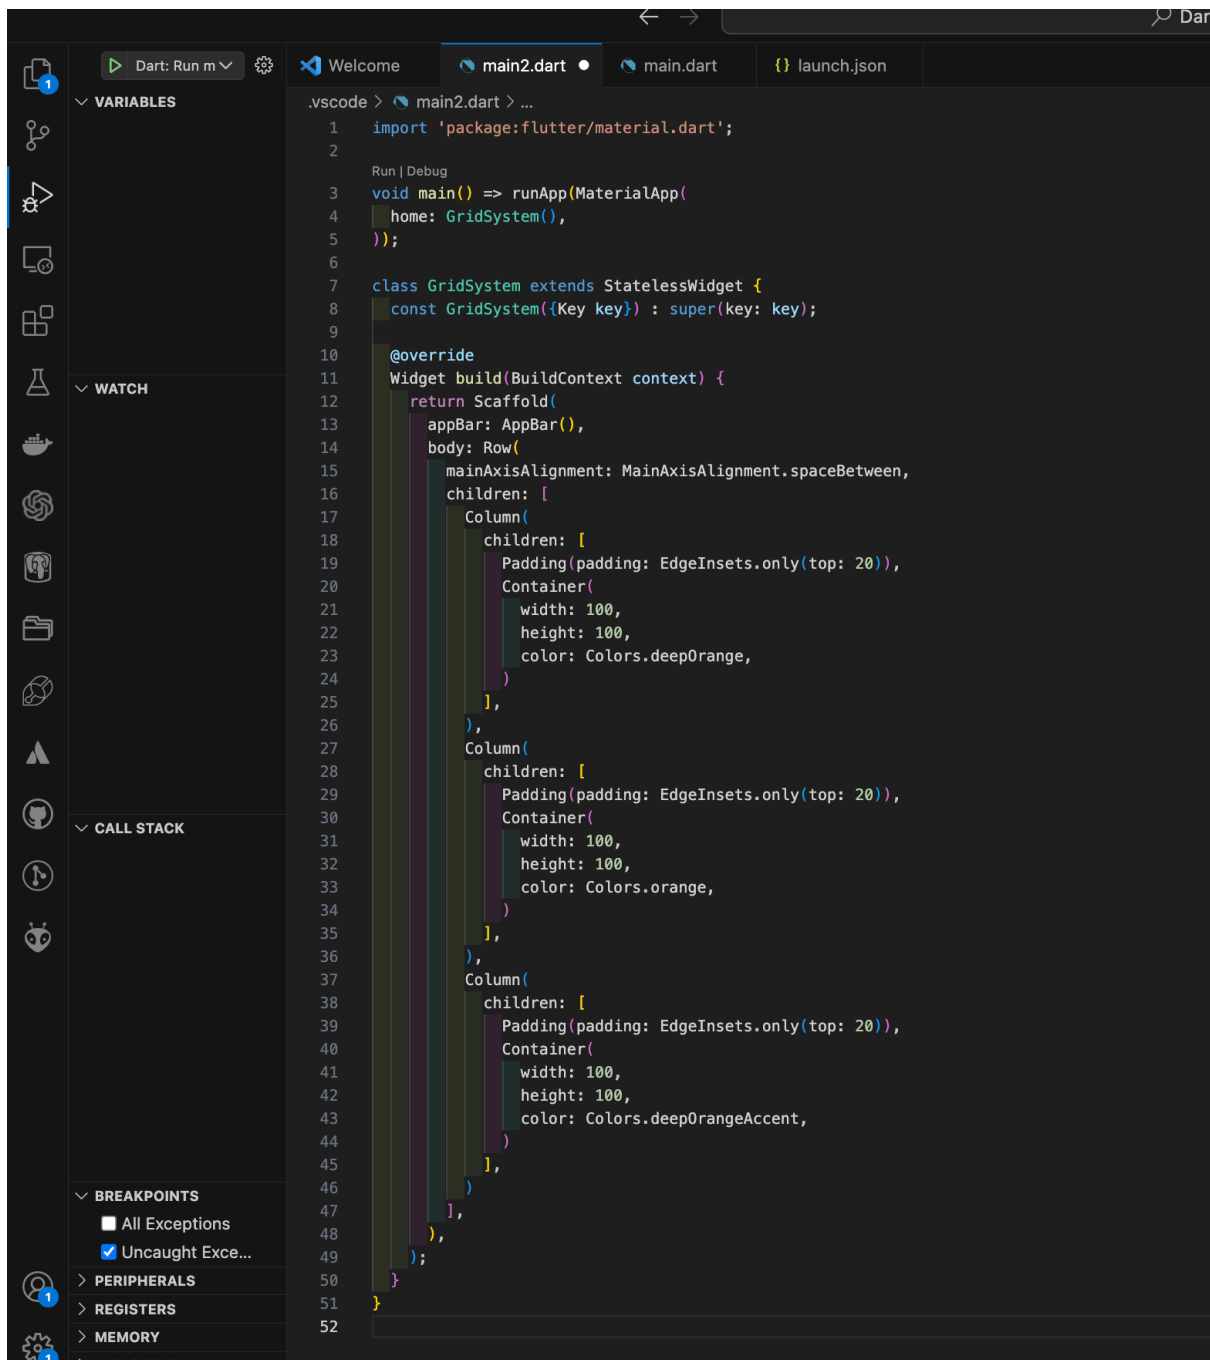 Dar
Dart: Run m
Welcome
main2.dart
main.dart
{} launch.json
VARIABLES
.vscode > main2.dart > ...
1 import 'package:flutter/material.dart';
2
Run | Debug
3 void main() => runApp(MaterialApp(
4 home: GridSystem(),
5 ));
6
7 class GridSystem extends StatelessWidget {
8 const GridSystem({Key key}) : super(key: key);
9
10 @override
11 Widget build(BuildContext context) {
12 return Scaffold(
13 appBar: AppBar(),
14 body: Row(
15 mainAxisAlignment: MainAxisAlignment.spaceBetween,
16 children: [
17 Column(
18 children: [
19 Padding(padding: EdgeInsets.only(top: 20)),
20 Container(
21 width: 100,
22 height: 100,
23 color: Colors.deepOrange,
24 )
25 ],
26 ),
27 Column(
28 children: [
29 Padding(padding: EdgeInsets.only(top: 20)),
30 Container(
31 width: 100,
32 height: 100,
33 color: Colors.orange,
34 )
35 ],
36 ),
37 Column(
38 children: [
39 Padding(padding: EdgeInsets.only(top: 20)),
40 Container(
41 width: 100,
42 height: 100,
43 color: Colors.deepOrangeAccent,
44 )
45 ],
46 )
47 ],
48 ),
49 );
50 }
51 }
52
WATCH
CALL STACK
BREAKPOINTS
All Exceptions
Uncaught Exce...
PERIPHERALS
REGISTERS
MEMORY
1
1
1